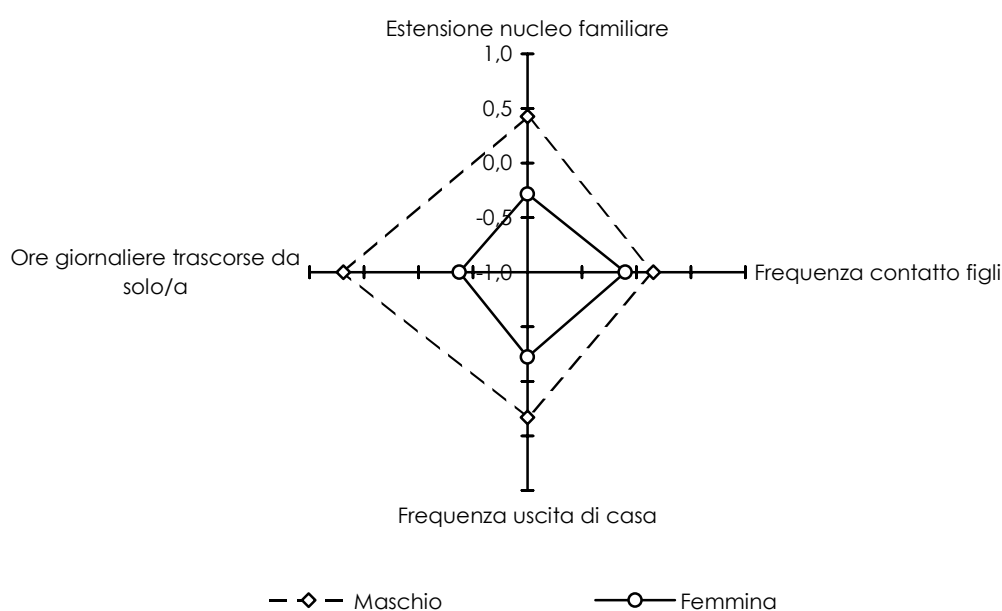 Estensione nucleo familiare
1,0
0,5
0,0
-0,5
-1,0
Ore giornaliere trascorse da
solo/a
Frequenza contatto figli
Frequenza uscita di casa
Maschio
Femmina